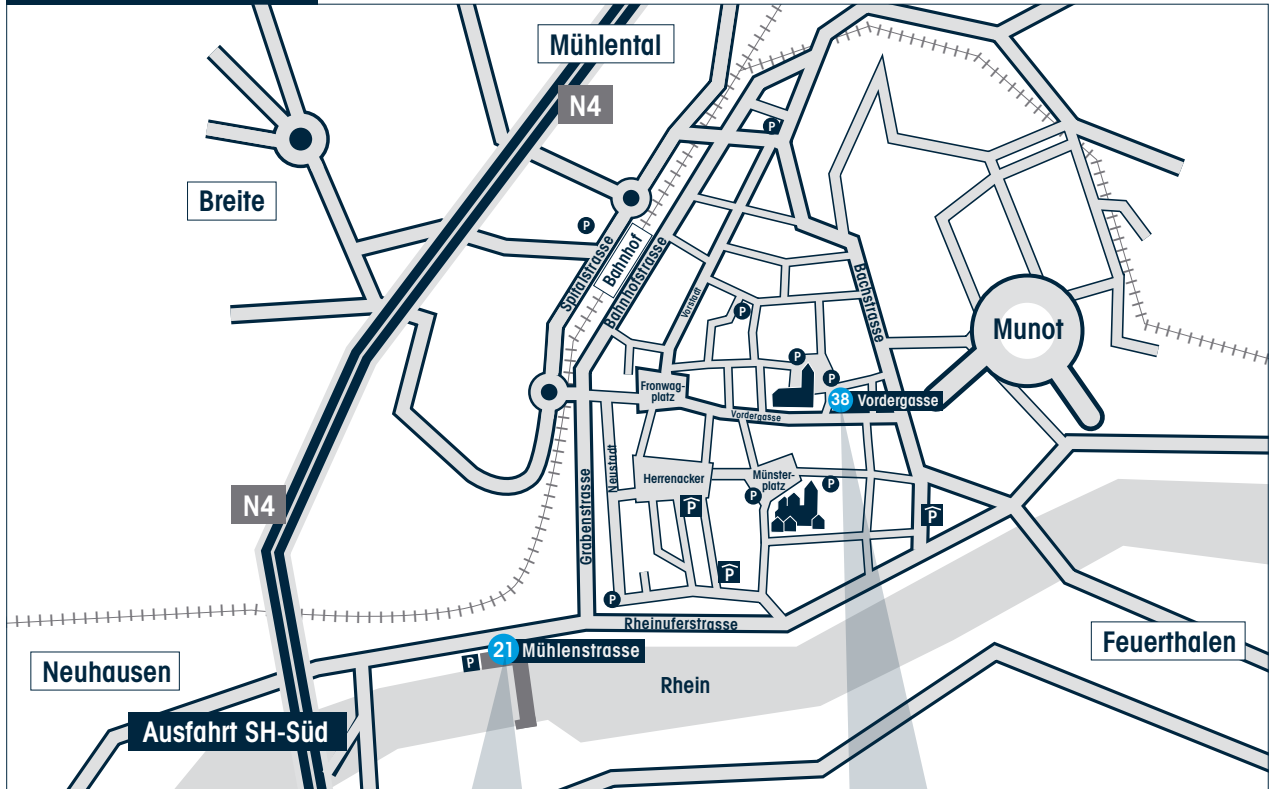 Mühlental
N4
Breite
Spitalstrasse
Bahnhof
Bahnhofstrasse
Vorstadt
Bachstrasse
Munot
P
P
P
P
P
Fronwag-
platz
38 Vordergasse
Vordergasse
Neustadt
Herrenacker
Münster-
platz
P
P
P
P
P
P
N4
Grabenstrasse
Rheinuferstrasse
21 Mühlenstrasse
P
Neuhausen
Feuerthalen
Rhein
Ausfahrt SH-Süd